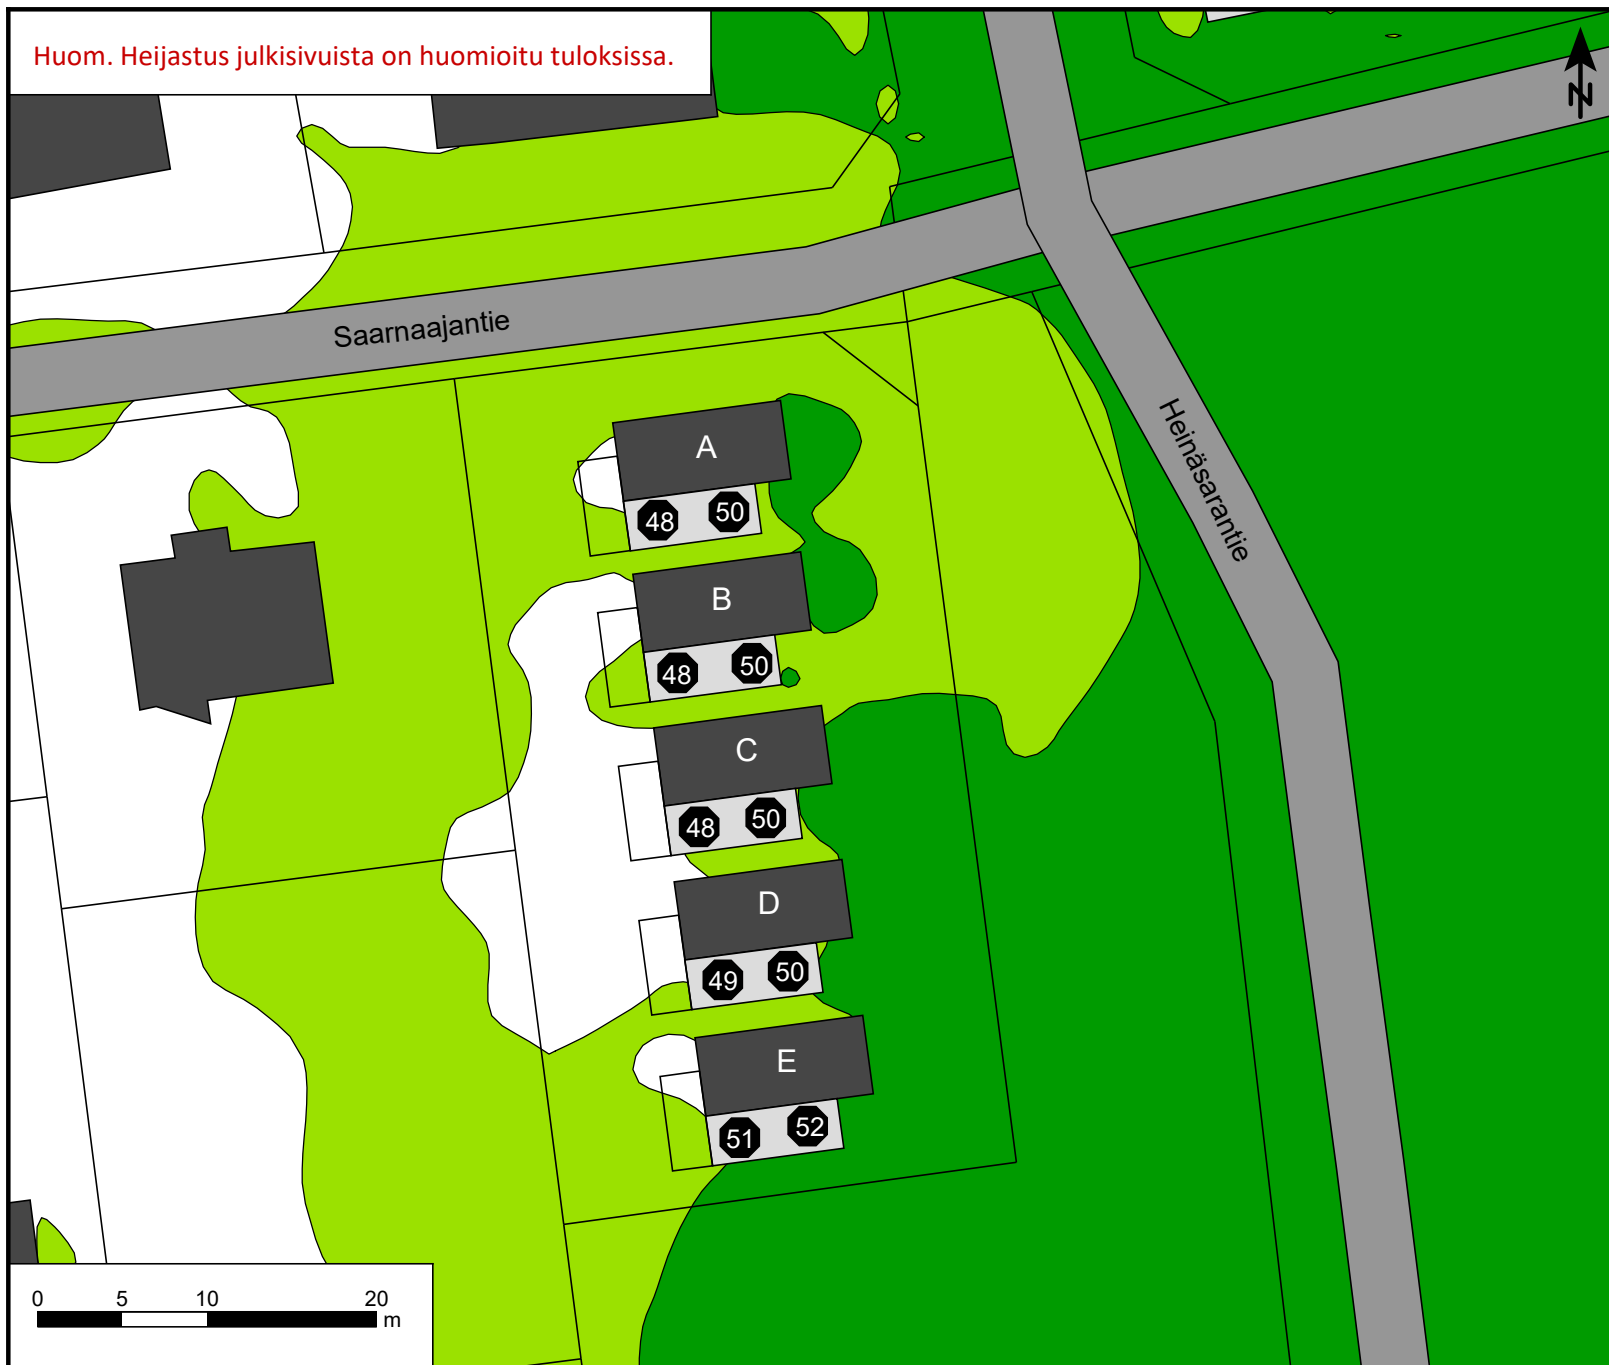 Huom. Heijastus julkisivuista on huomioitu tuloksissa.
N
Saarnaajantie
Heinäsarantie
A
48 50
B
48 50
C
48 50
D
49 50
E
51 52
0 5 10 20
m